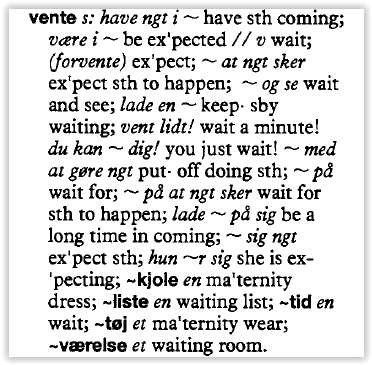 vente s: have ngt i ~ have sth coming;
være i ~ be ex'pected // v wait;
(forvente) ex'pect; ~ at ngt sker
ex'pect sth to happen; ~ og se wait
and see; lade en ~ keep· sby
waiting; vent lidt! wait a minute!
du kan ~ dig! you just wait! ~ med
at gøre ngt put· off doing sth; ~ på
wait for; ~ på at ngt sker wait for
sth to happen; lade ~ på sig be a
long time in coming; ~ sig ngt
ex'pect sth; hun ~r sig she is ex-
'pecting; ~kjole en ma'ternity
dress; ~liste en waiting list; ~tid en
wait; ~tøj et ma'ternity wear;
~værelse et waiting room.